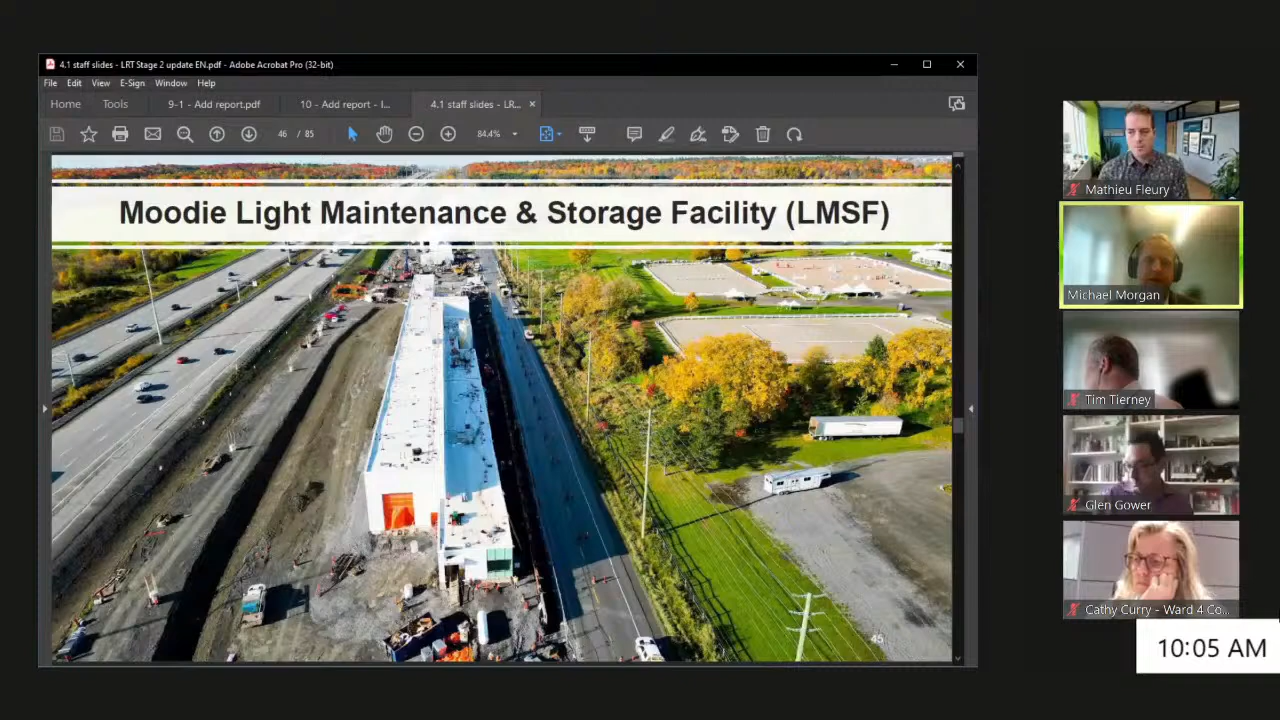 4.1 staff slides - LRT Stage 2 update EN.pdf - Adobe Acrobat Pro (32-bit)
File Edit View E-Sign Window Help
Home Tools 9-1 - Add report.pdf 10 - Add report - I... 4.1 staff slides - LR...
46 / 85 84.4%
Moodie Light Maintenance & Storage Facility (LMSF)
45
Mathieu Fleury
Michael Morgan
Tim Tierney
Glen Gower
Cathy Curry - Ward 4 Co...
10:05 AM